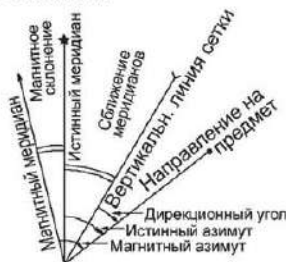 Магнитный меридиан
Магнитное
склонение
Истинный меридиан
Сближение
меридианов
Вертикальн. линия сетки
Направление на
предмет
Дирекционный угол
Истинный азимут
Магнитный азимут